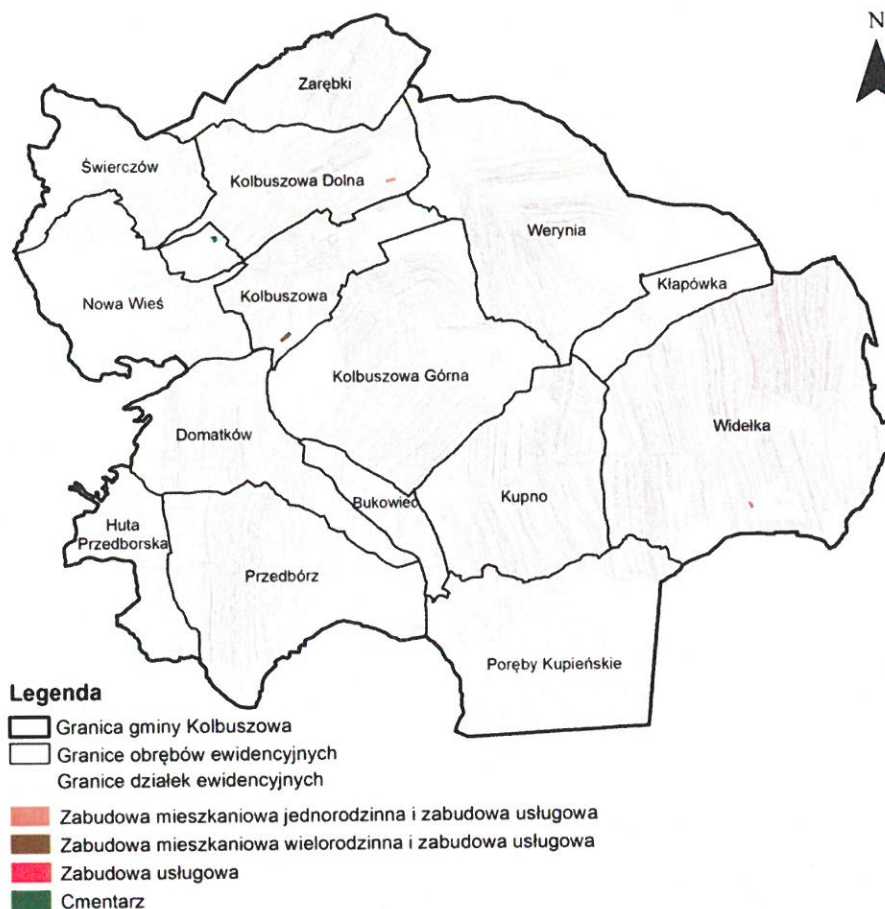 N
Zarębki
Świerczów
Kolbuszowa Dolna
Werynia
Kłapówka
Nowa Wieś
Kolbuszowa
Kolbuszowa Górna
Widełka
Domatków
Bukowiec
Kupno
Huta
Przedborska
Przedbórz
Poręby Kupieńskie
Legenda
Granica gminy Kolbuszowa
Granice obrębów ewidencyjnych
Granice działek ewidencyjnych
Zabudowa mieszkaniowa jednorodzinna i zabudowa usługowa
Zabudowa mieszkaniowa wielorodzinna i zabudowa usługowa
Zabudowa usługowa
Cmentarz